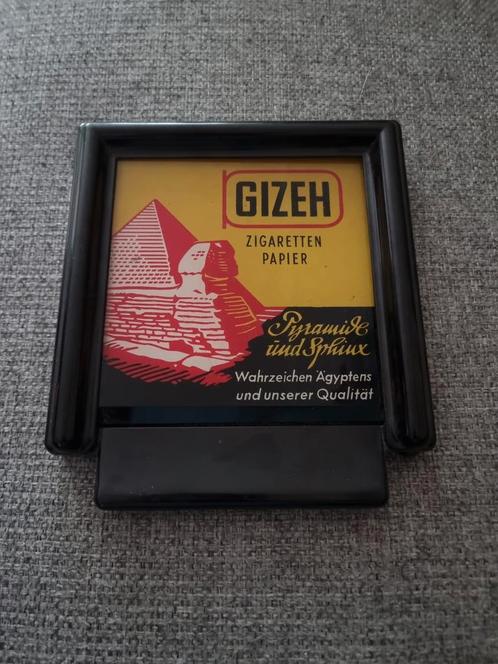 GIZEH
ZIGARETTEN
PAPIER
Pyramide
und Sphinx
Wahrzeichen Ägyptens
und unserer Qualität